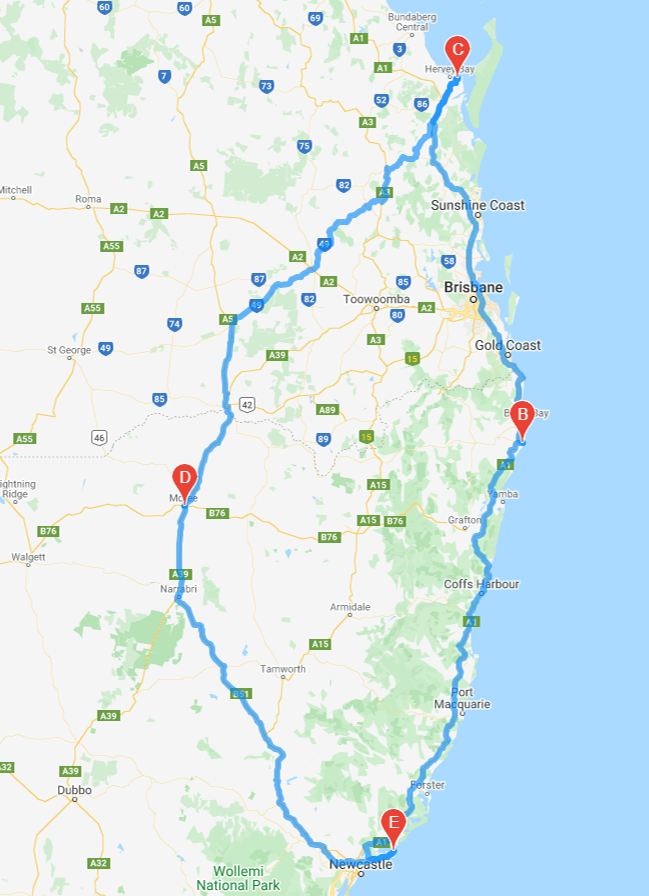 60
60
A5
69
Bundaberg
Central
A1
3
7
A1
C
Hervey Bay
73
52
86
A3
75
A5
82
A3
Mitchell
Roma
A2
A2
Sunshine Coast
A55
49
A2
58
87
87
A2
85
Brisbane
49
82
Toowoomba
A55
A5
80
A2
74
St George
49
A3
Gold Coast
A39
15
85
42
A89
B
A55
46
89
15
A1
D
Moree
A15
Yamba
Lightning
Ridge
B76
B76
A15
B76
Grafton
B76
Walgett
A39
Coffs Harbour
Narrabri
Armidale
A1
A15
Tamworth
B51
Port
Macquarie
A39
A32
A39
Forster
Dubbo
E
A1
A32
Newcastle
Wollemi
National Park